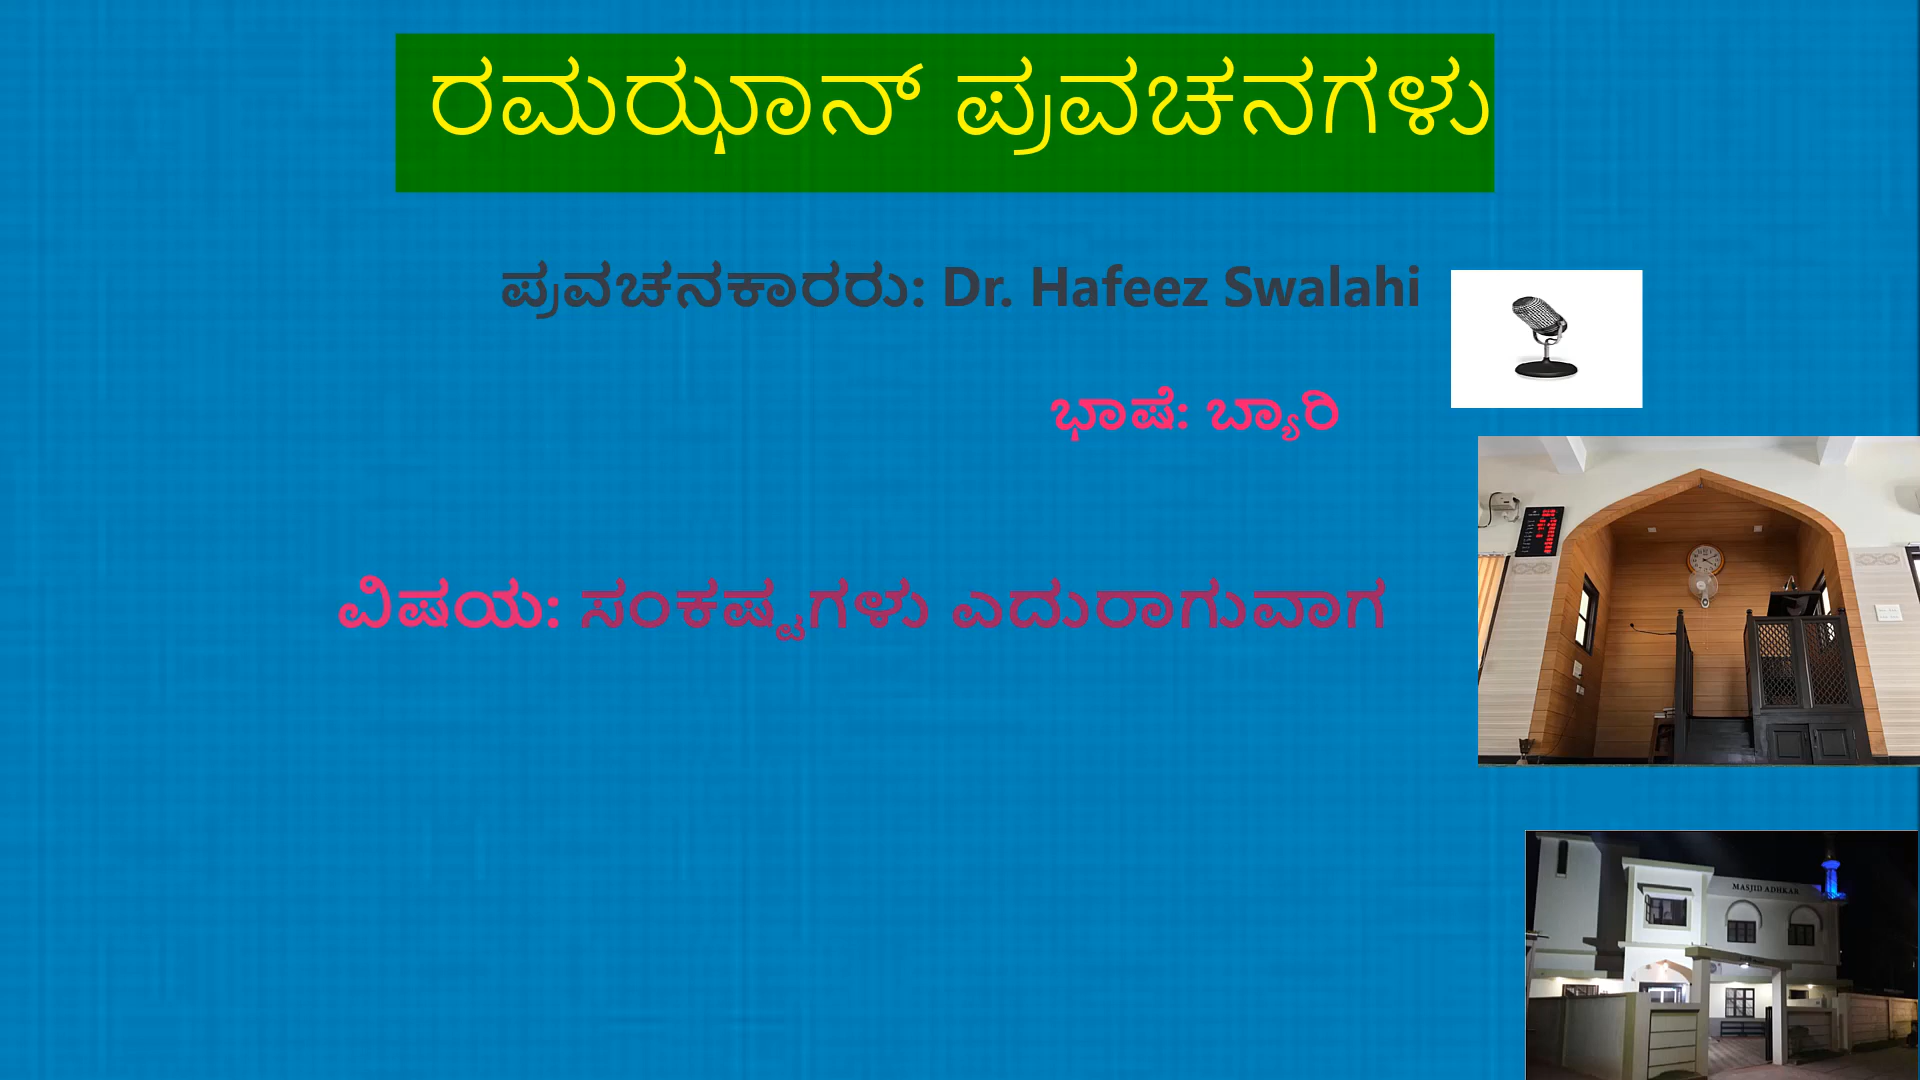 ರಮಝಾನ್ ಪ್ರವಚನಗಳು
ಪ್ರವಚನಕಾರರು: Dr. Hafeez Swalahi
ಭಾಷೆ: ಬ್ಯಾರಿ
ವಿಷಯ: ಸಂಕಷ್ಟಗಳು ಎದುರಾಗುವಾಗ
MASJID ADHKAR